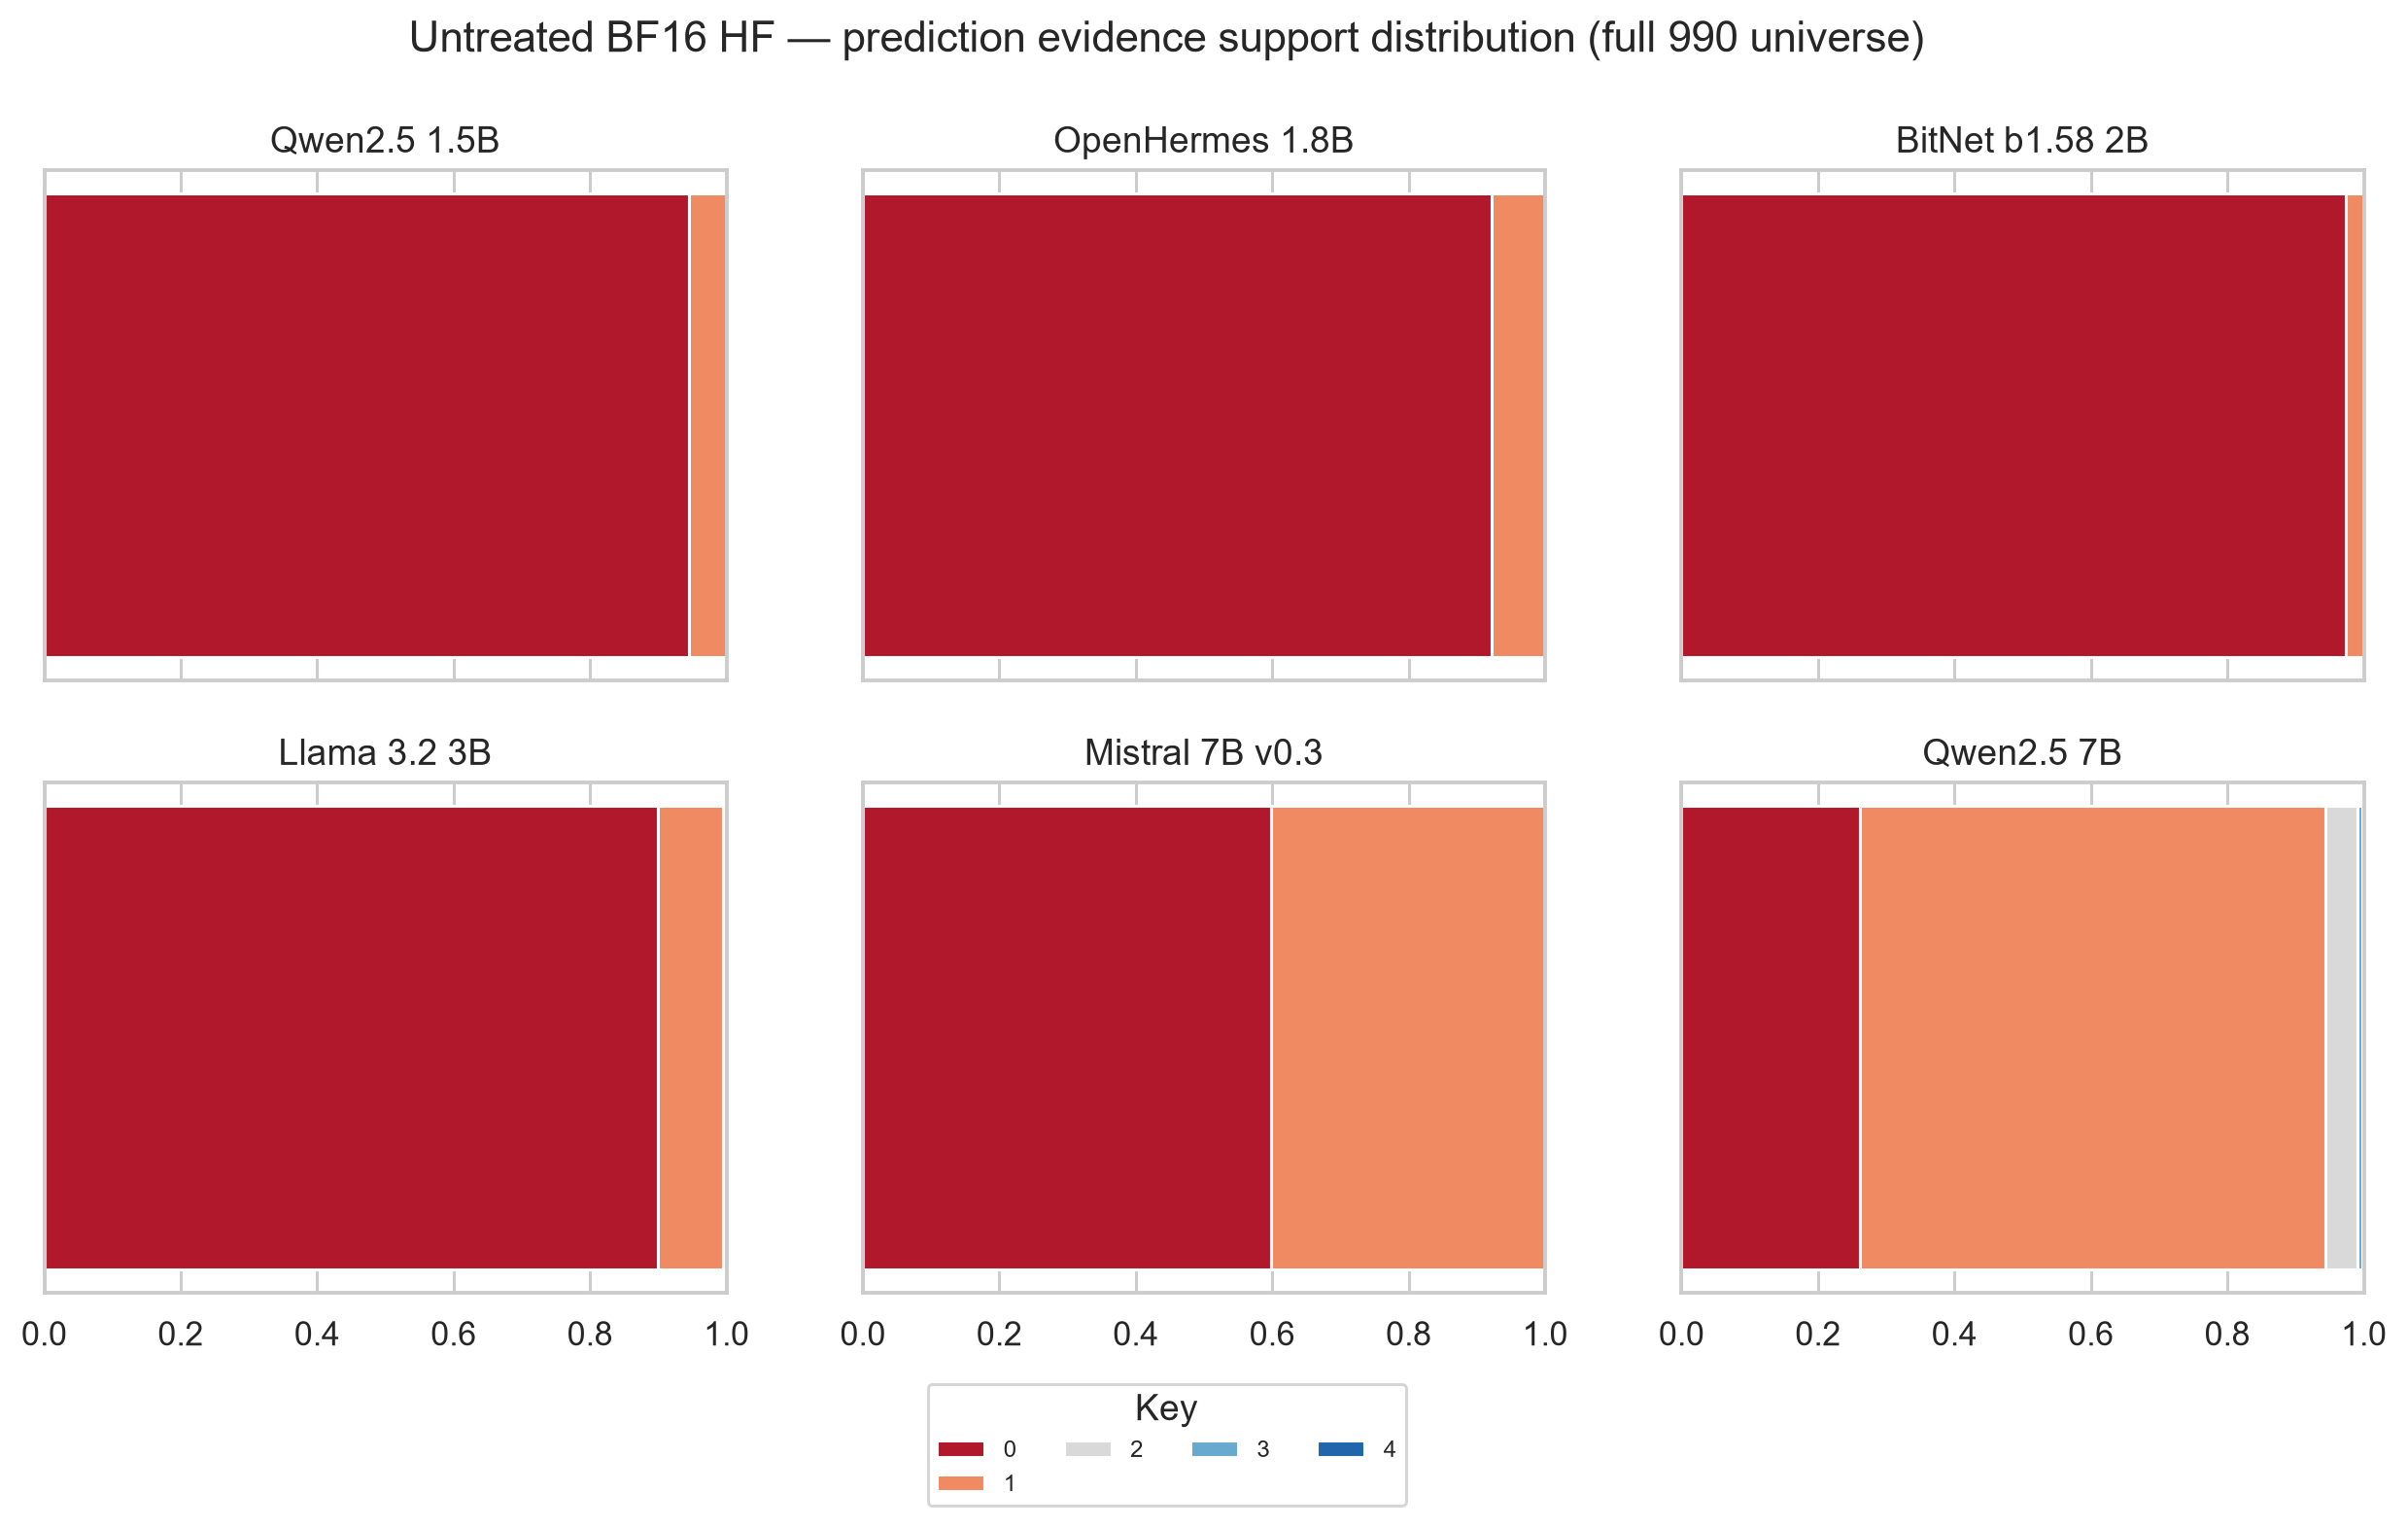 Untreated BF16 HF — prediction evidence support distribution (full 990 universe)
Qwen2.5 1.5B
OpenHermes 1.8B
BitNet b1.58 2B
Llama 3.2 3B
Mistral 7B v0.3
Qwen2.5 7B
0.0 0.2 0.4 0.6 0.8 1.0
0.0 0.2 0.4 0.6 0.8 1.0
0.0 0.2 0.4 0.6 0.8 1.0
Key
0 2 3 4
1